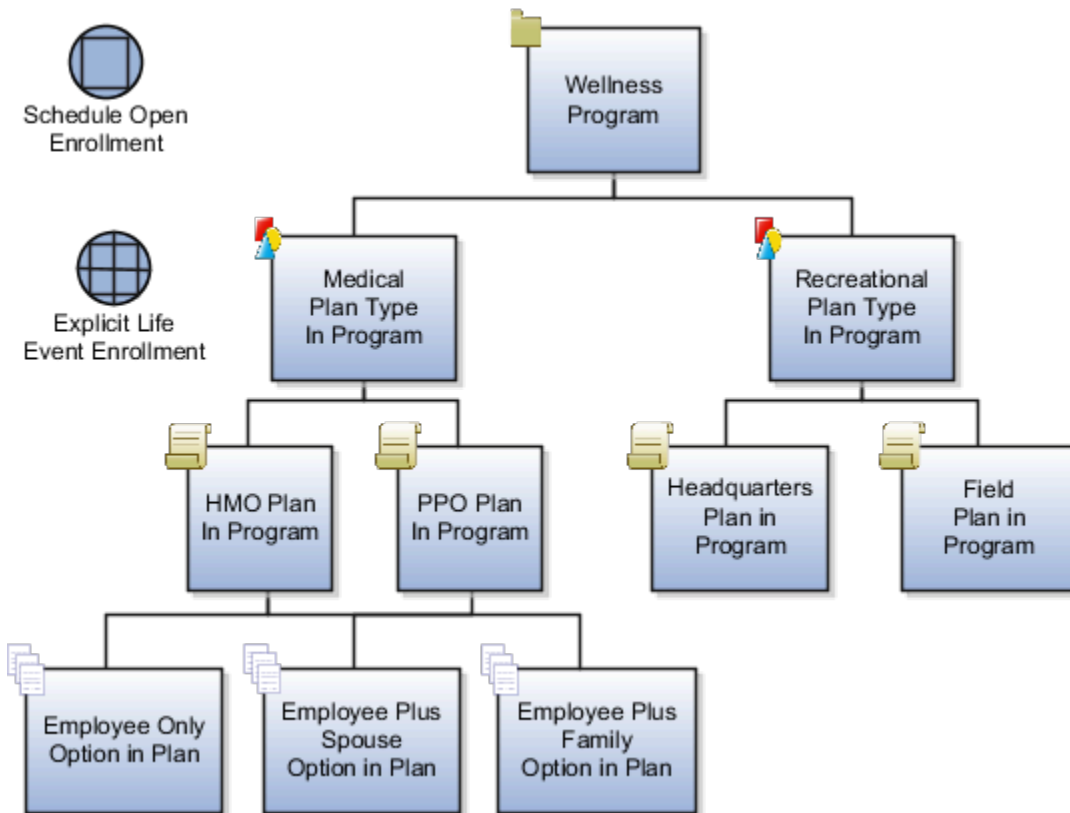 Schedule Open
Enrollment
Wellness
Program
Explicit Life
Event Enrollment
Medical
Plan Type
In Program
Recreational
Plan Type
In Program
HMO Plan
In Program
PPO Plan
In Program
Headquarters
Plan in
Program
Field
Plan in
Program
Employee Only
Option in Plan
Employee Plus
Spouse
Option in Plan
Employee Plus
Family
Option in Plan